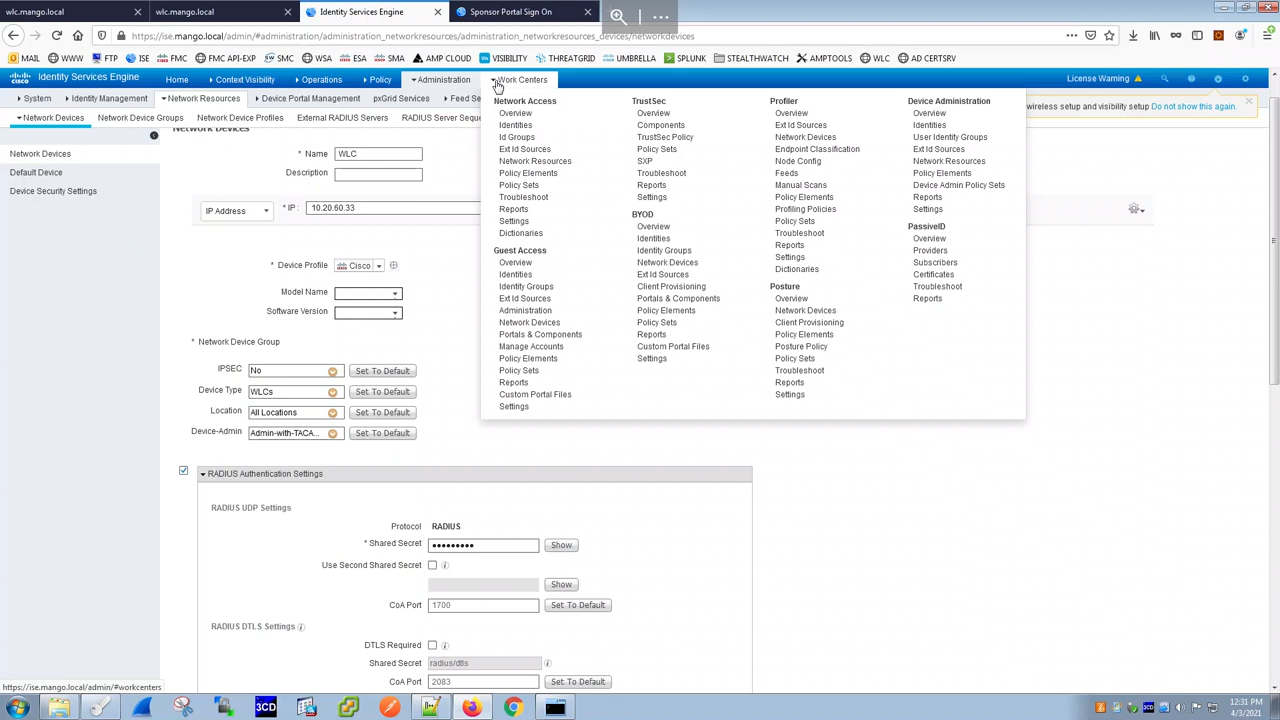 wlc.mango.local
wlc.mango.local
Identity Services Engine
Sponsor Portal Sign On
https://ise.mango.local/admin/#administration/administration_networkresources/administration_networkresources_devices/networkdevices
MAIL
WWW
FTP
ISE
FMC
FMC API-EXP
SMC
WSA
ESA
SMA
AMP CLOUD
VISIBILITY
THREATGRID
UMBRELLA
SPLUNK
STEALTHWATCH
AMPTOOLS
WLC
AD CERTSRV
CISCO
Identity Services Engine
Home
Context Visibility
Operations
Policy
Administration
Work Centers
License Warning
System
Identity Management
Network Resources
Device Portal Management
pxGrid Services
Feed Se
wireless setup and visibility setup Do not show this again.
Network Devices
Network Device Groups
Network Device Profiles
External RADIUS Servers
RADIUS Server Seque
Network Devices
Default Device
Device Security Settings
Network Devices
* Name
WLC
Description
IP Address
* IP :
10.20.60.33
* Device Profile
Cisco
Model Name
Software Version
* Network Device Group
IPSEC
No
Set To Default
Device Type
WLCs
Set To Default
Location
All Locations
Set To Default
Device-Admin
Admin-with-TACA...
Set To Default
Network Access
Overview
Identities
Id Groups
Ext Id Sources
Network Resources
Policy Elements
Policy Sets
Troubleshoot
Reports
Settings
Dictionaries
Guest Access
Overview
Identities
Identity Groups
Ext Id Sources
Administration
Network Devices
Portals & Components
Manage Accounts
Policy Elements
Policy Sets
Reports
Custom Portal Files
Settings
TrustSec
Overview
Components
TrustSec Policy
Policy Sets
SXP
Troubleshoot
Reports
Settings
BYOD
Overview
Identities
Identity Groups
Network Devices
Ext Id Sources
Client Provisioning
Portals & Components
Policy Elements
Policy Sets
Reports
Custom Portal Files
Settings
Profiler
Overview
Ext Id Sources
Network Devices
Endpoint Classification
Node Config
Feeds
Manual Scans
Policy Elements
Profiling Policies
Policy Sets
Troubleshoot
Reports
Settings
Dictionaries
Posture
Overview
Network Devices
Client Provisioning
Policy Elements
Posture Policy
Policy Sets
Troubleshoot
Reports
Settings
Device Administration
Overview
Identities
User Identity Groups
Ext Id Sources
Network Resources
Policy Elements
Device Admin Policy Sets
Reports
Settings
PassiveID
Overview
Providers
Subscribers
Certificates
Troubleshoot
Reports
RADIUS Authentication Settings
RADIUS UDP Settings
Protocol
RADIUS
* Shared Secret
•••••••••
Show
Use Second Shared Secret
Show
CoA Port
1700
Set To Default
RADIUS DTLS Settings
DTLS Required
Shared Secret
radius/dtls
CoA Port
2083
Set To Default
https://ise.mango.local/admin/#workcenters
3CD
12:31 PM
4/3/2021